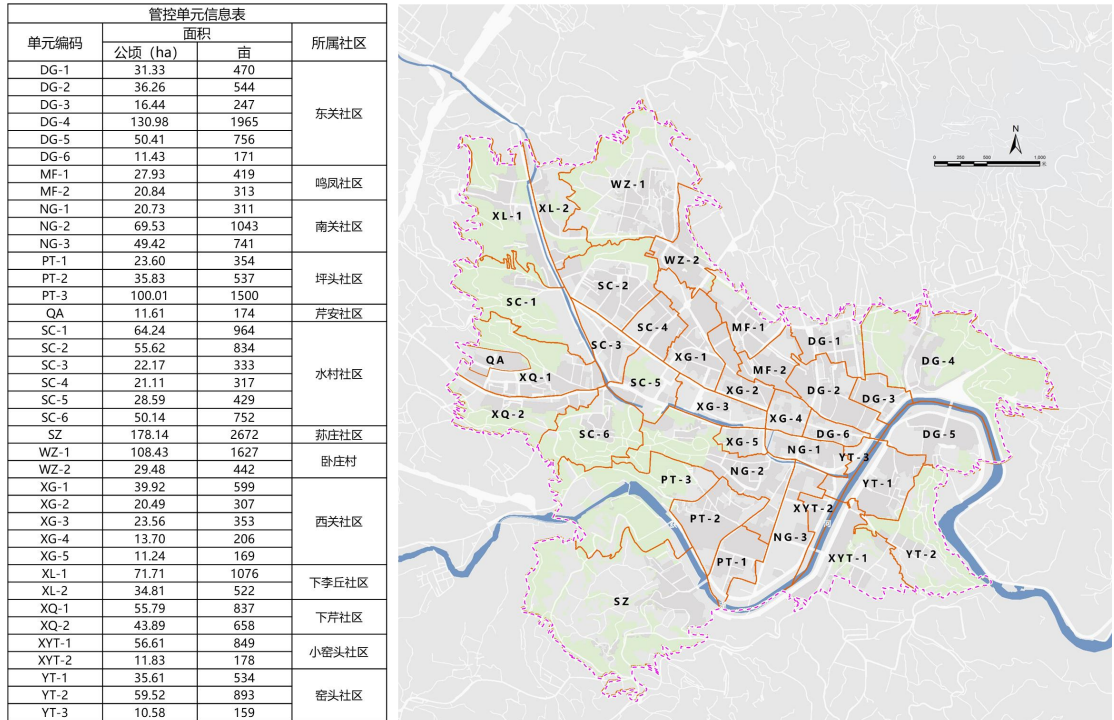 管控单元信息表
单元编码 面积 所属社区
公顷（ha） 亩
DG-1 31.33 470 东关社区
DG-2 36.26 544
DG-3 16.44 247
DG-4 130.98 1965
DG-5 50.41 756
DG-6 11.43 171
MF-1 27.93 419 鸣凤社区
MF-2 20.84 313
NG-1 20.73 311 南关社区
NG-2 69.53 1043
NG-3 49.42 741
PT-1 23.60 354 坪头社区
PT-2 35.83 537
PT-3 100.01 1500
QA 11.61 174 芹安社区
SC-1 64.24 964 水村社区
SC-2 55.62 834
SC-3 22.17 333
SC-4 21.11 317
SC-5 28.59 429
SC-6 50.14 752
SZ 178.14 2672 荪庄社区
WZ-1 108.43 1627 卧庄村
WZ-2 29.48 442
XG-1 39.92 599 西关社区
XG-2 20.49 307
XG-3 23.56 353
XG-4 13.70 206
XG-5 11.24 169
XL-1 71.71 1076 下李丘社区
XL-2 34.81 522
XQ-1 55.79 837 下芹社区
XQ-2 43.89 658
XYT-1 56.61 849 小窑头社区
XYT-2 11.83 178
YT-1 35.61 534 窑头社区
YT-2 59.52 893
YT-3 10.58 159
N
0 250 500 1,000
WZ-1
XL-1 XL-2
WZ-2
SC-1 SC-2
SC-4 MF-1 DG-1
SC-3 XG-1 DG-4
QA MF-2
XQ-1 SC-5 XG-2 DG-2 DG-3
XQ-2 XG-3 XG-4
SC-6 XG-5 DG-6 DG-5
NG-1 YT-3
PT-3 NG-2 YT-1
PT-2 XYT-2
河
NG-3
PT-1 XYT-1 YT-2
SZ